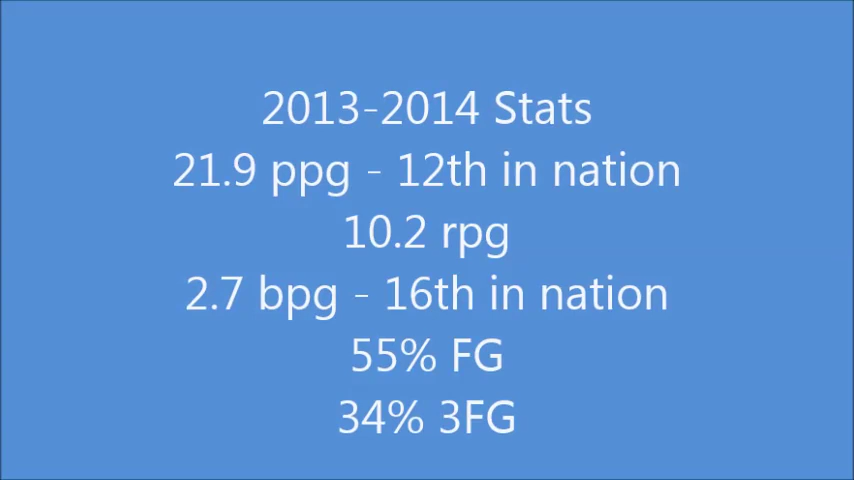 2013-2014 Stats
21.9 ppg - 12th in nation
10.2 rpg
2.7 bpg - 16th in nation
55% FG
34% 3FG